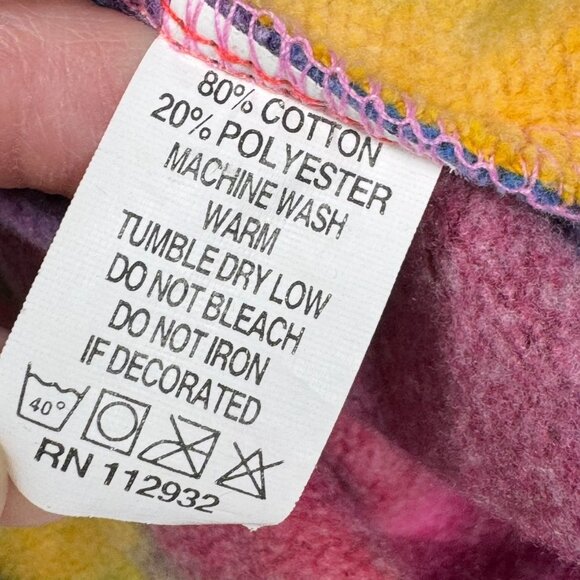 80% COTTON
20% POLYESTER
MACHINE WASH
WARM
TUMBLE DRY LOW
DO NOT BLEACH
DO NOT IRON
IF DECORATED
40°
RN 112932